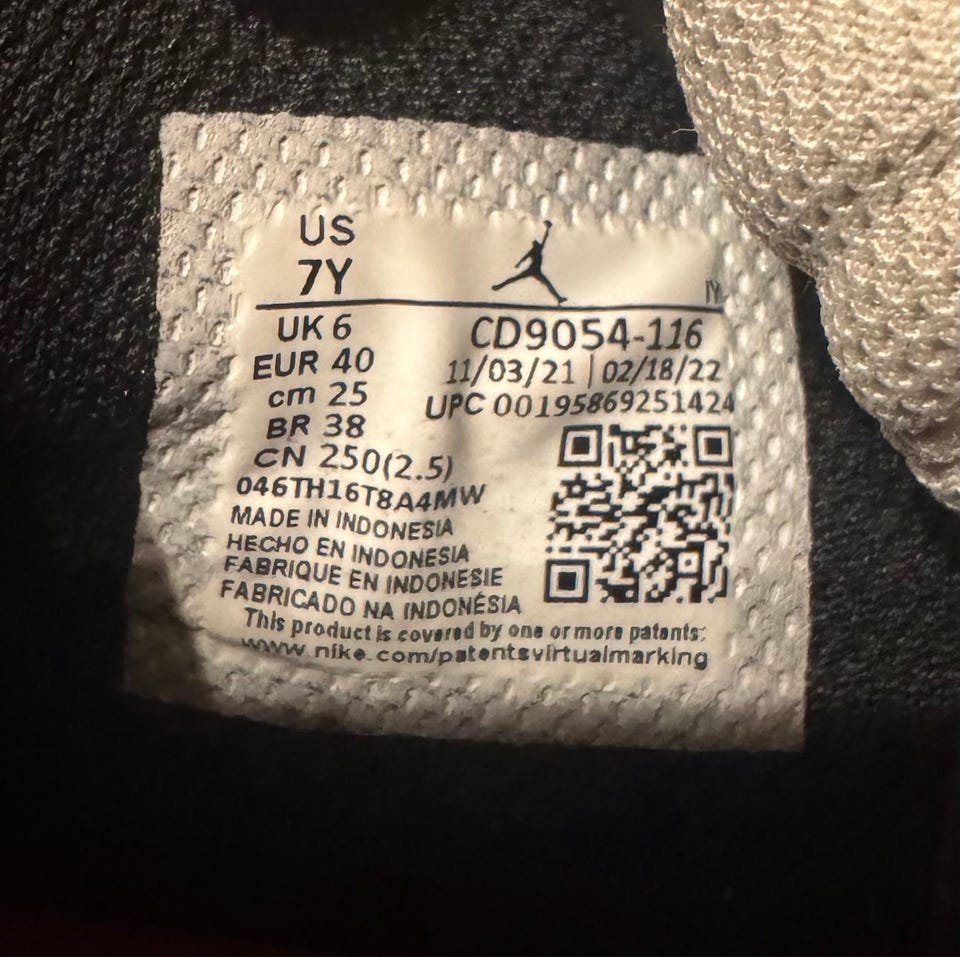 US
7Y
UK 6
EUR 40
cm 25
BR 38
CN 250(2.5)
046TH16T8A4MW
MADE IN INDONESIA
HECHO EN INDONESIA
FABRIQUE EN INDONESIE
FABRICADO NA INDONÉSIA
CD9054-116
11/03/21 | 02/18/22
UPC 00195869251424
This product is covered by one or more patents:
www.nike.com/patentsvirtualmarking